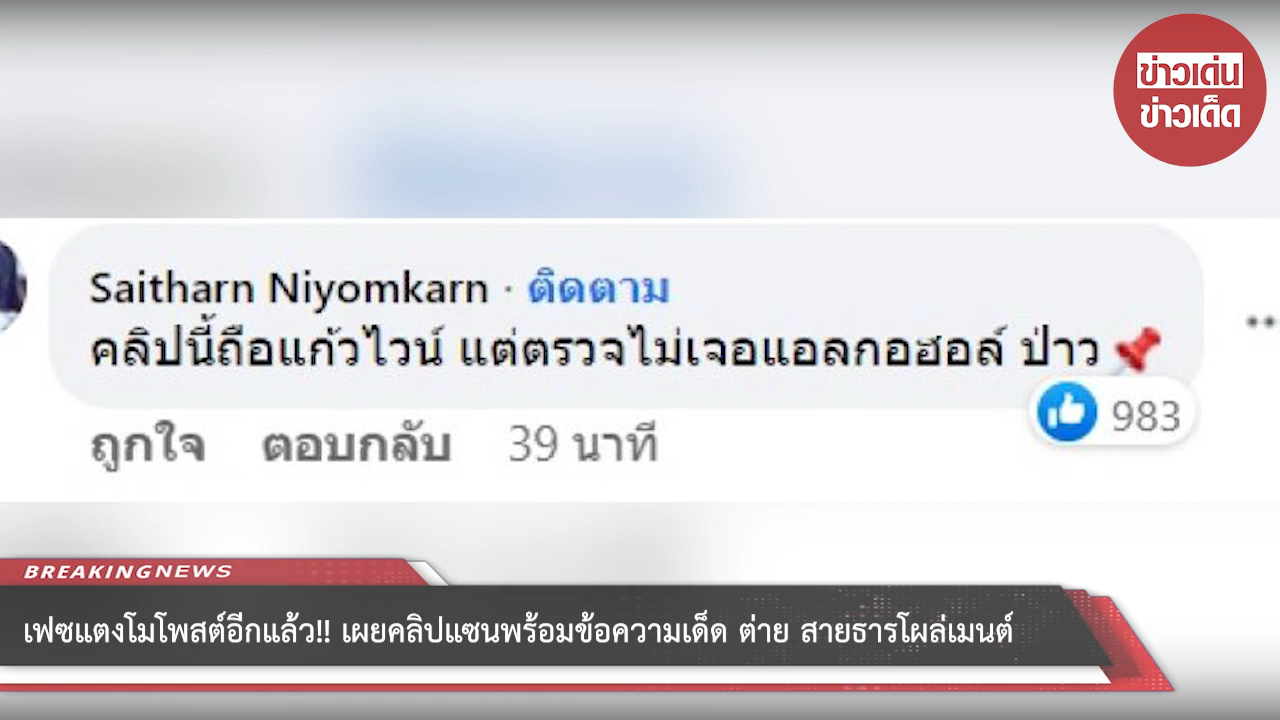 ข่าวเด่น
ข่าวเด็ด
Saitharn Niyomkarn · ติดตาม
คลิปนี้ถือแก้วไวน์ แต่ตรวจไม่เจอแอลกอฮอล์ ป่าว📌
983
ถูกใจ ตอบกลับ 39 นาที
BREAKINGNEWS
เฟซแตงโมโพสต์อีกแล้ว!! เผยคลิปแซนพร้อมข้อความเด็ด ต่าย สายธารโผล่เมนต์